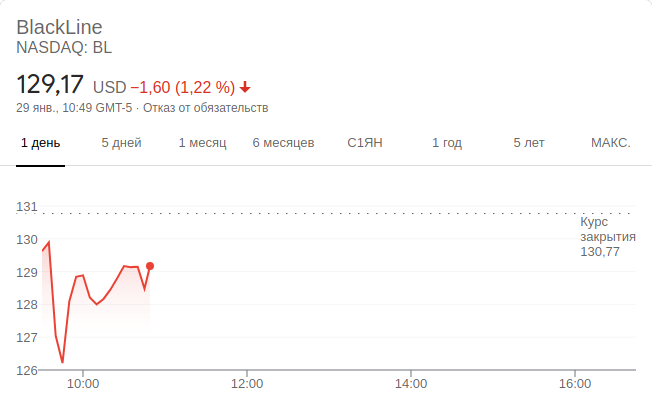 BlackLine
NASDAQ: BL
129,17 USD −1,60 (1,22 %)
29 янв., 10:49 GMT-5 · Отказ от обязательств
1 день 5 дней 1 месяц 6 месяцев С1ЯН 1 год 5 лет МАКС.
131
130
129
128
127
126
Курс
закрытия
130,77
10:00 12:00 14:00 16:00